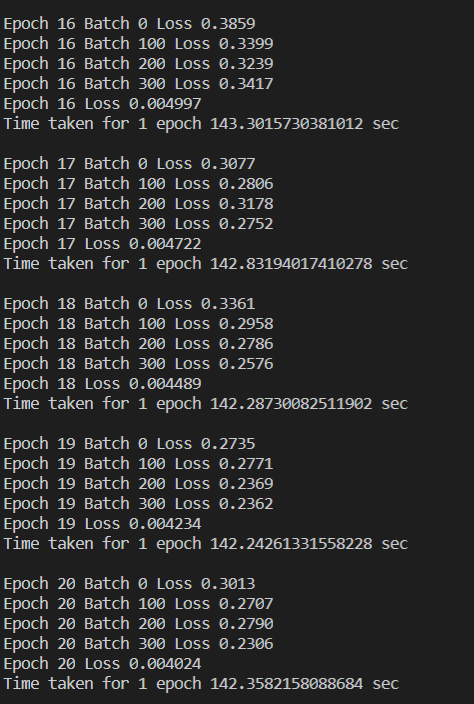 Epoch 16 Batch 0 Loss 0.3859
Epoch 16 Batch 100 Loss 0.3399
Epoch 16 Batch 200 Loss 0.3239
Epoch 16 Batch 300 Loss 0.3417
Epoch 16 Loss 0.004997
Time taken for 1 epoch 143.3015730381012 sec
Epoch 17 Batch 0 Loss 0.3077
Epoch 17 Batch 100 Loss 0.2806
Epoch 17 Batch 200 Loss 0.3178
Epoch 17 Batch 300 Loss 0.2752
Epoch 17 Loss 0.004722
Time taken for 1 epoch 142.83194017410278 sec
Epoch 18 Batch 0 Loss 0.3361
Epoch 18 Batch 100 Loss 0.2958
Epoch 18 Batch 200 Loss 0.2786
Epoch 18 Batch 300 Loss 0.2576
Epoch 18 Loss 0.004489
Time taken for 1 epoch 142.28730082511902 sec
Epoch 19 Batch 0 Loss 0.2735
Epoch 19 Batch 100 Loss 0.2771
Epoch 19 Batch 200 Loss 0.2369
Epoch 19 Batch 300 Loss 0.2362
Epoch 19 Loss 0.004234
Time taken for 1 epoch 142.24261331558228 sec
Epoch 20 Batch 0 Loss 0.3013
Epoch 20 Batch 100 Loss 0.2707
Epoch 20 Batch 200 Loss 0.2790
Epoch 20 Batch 300 Loss 0.2306
Epoch 20 Loss 0.004024
Time taken for 1 epoch 142.3582158088684 sec